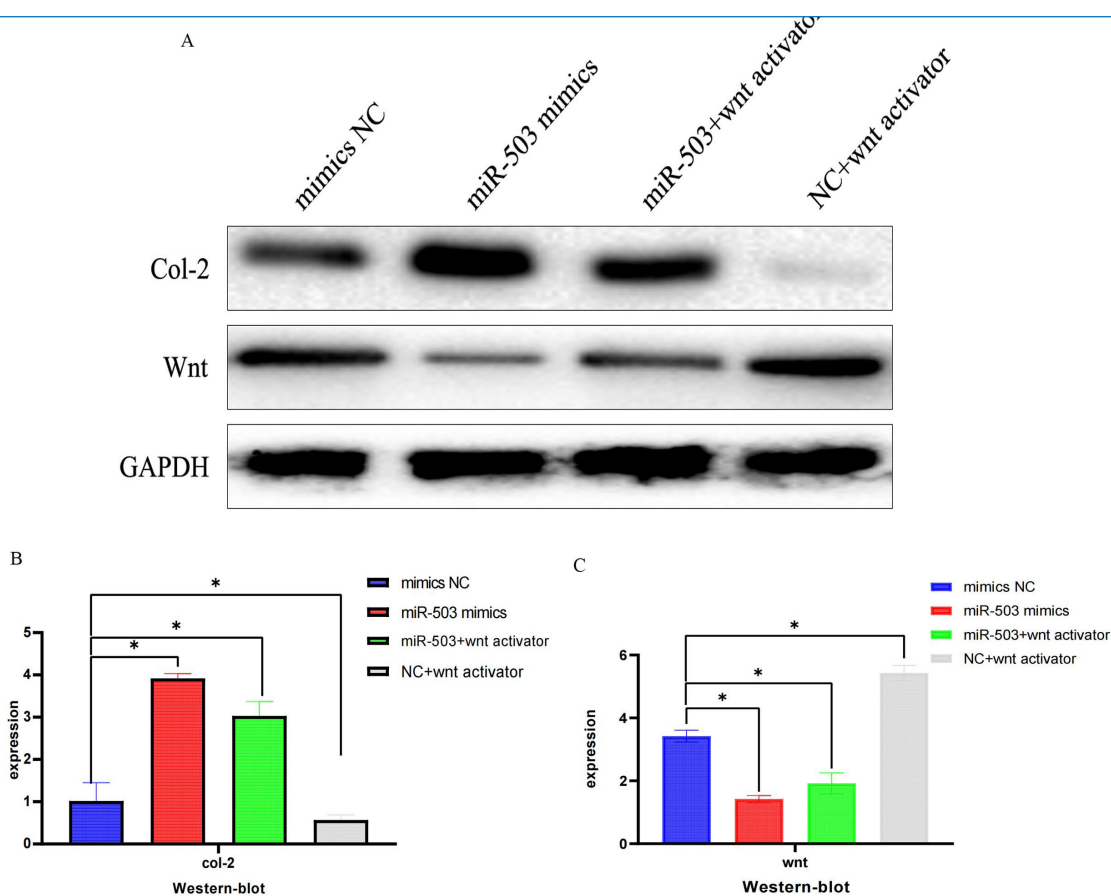 A
mimics NC
miR-503 mimics
miR-503+wnt activator
NC+wnt activator
Col-2
Wnt
GAPDH
B
*
*
*
mimics NC
miR-503 mimics
miR-503+wnt activator
NC+wnt activator
5
4
3
2
1
0
expression
col-2
Western-blot
C
*
*
*
mimics NC
miR-503 mimics
miR-503+wnt activator
NC+wnt activator
6
4
2
0
expression
wnt
Western-blot